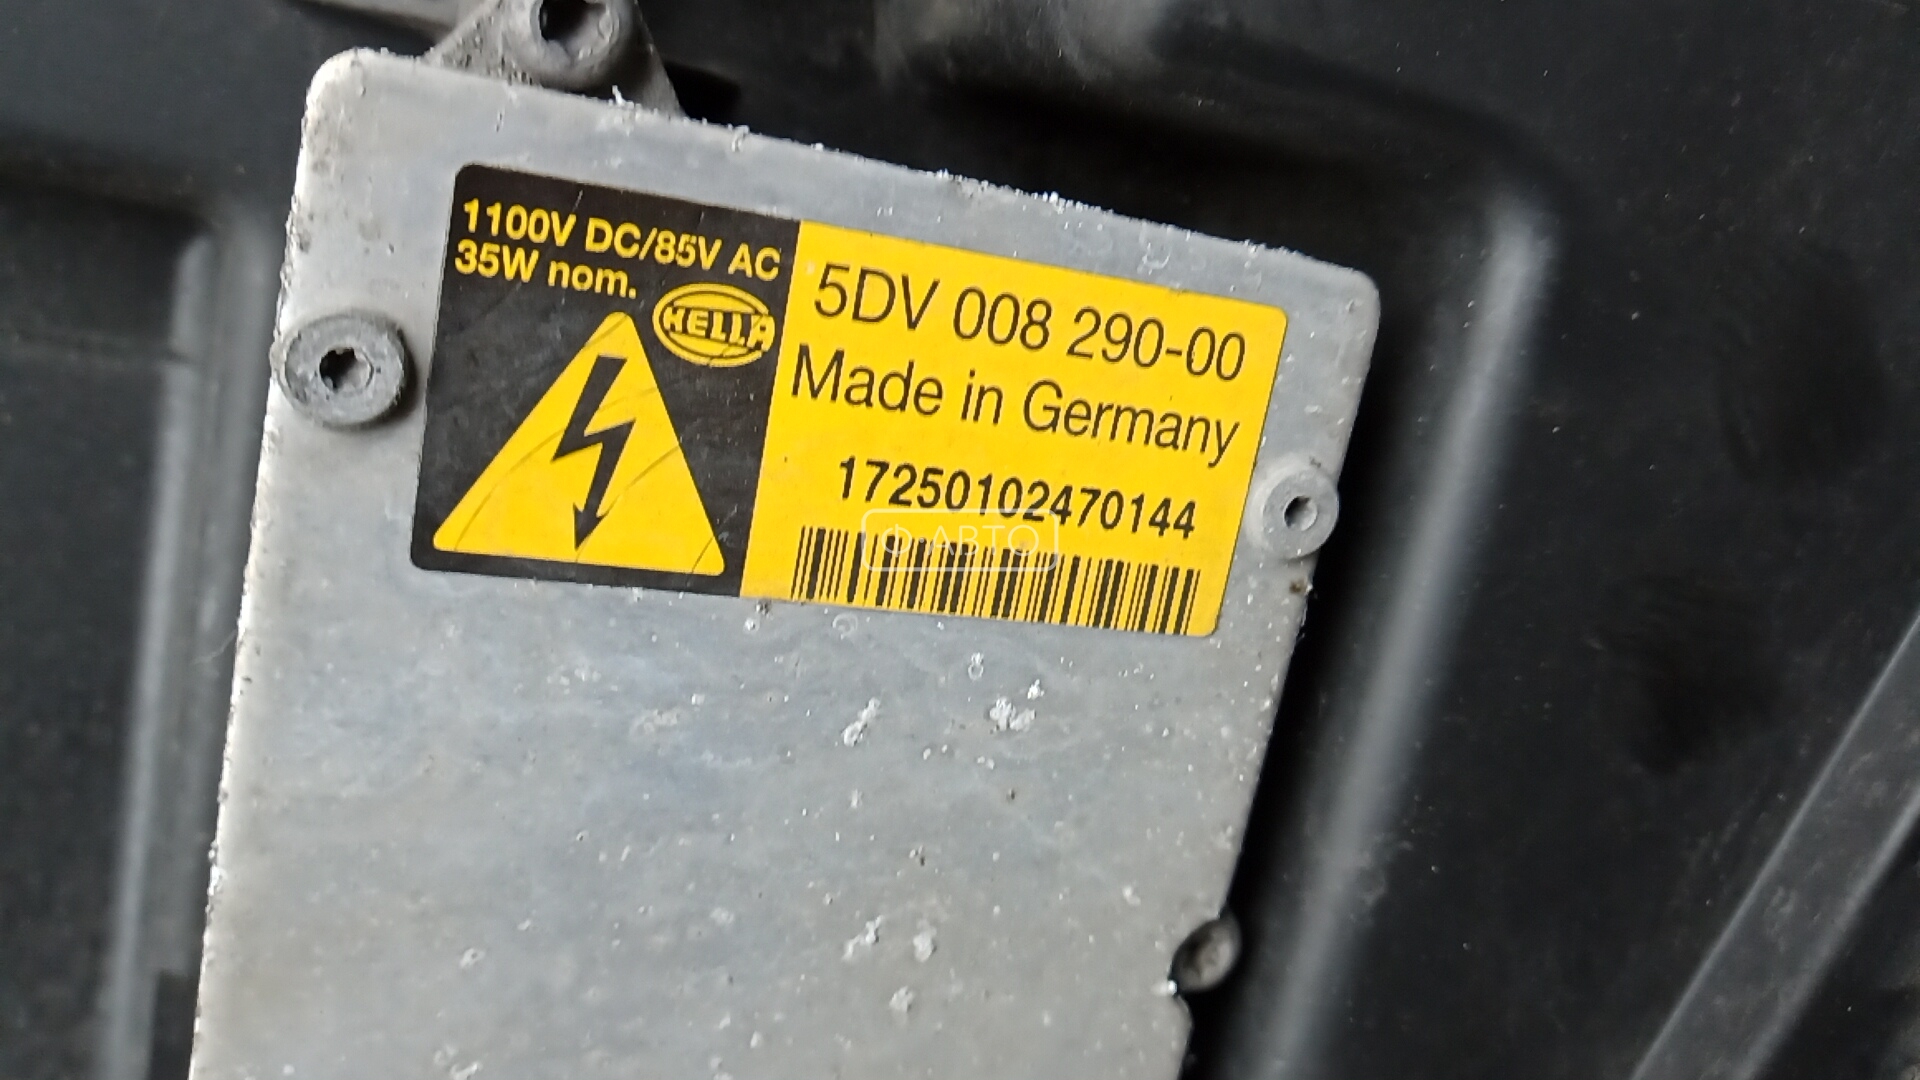 1100V DC/85V AC
35W nom.
HELLA
5DV 008 290-00
Made in Germany
17250102470144
АВТО